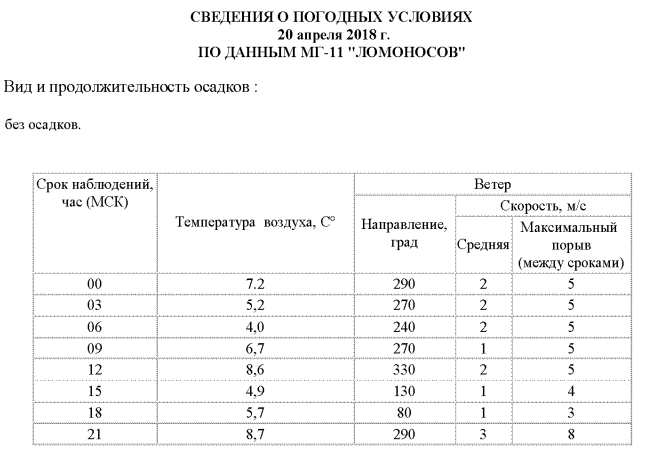 СВЕДЕНИЯ О ПОГОДНЫХ УСЛОВИЯХ
20 апреля 2018 г.
ПО ДАННЫМ МГ-11 "ЛОМОНОСОВ"
Вид и продолжительность осадков :
без осадков.
Срок наблюдений,
час (МСК)
Температура воздуха, С°
Ветер
Направление,
град
Скорость, м/с
Средняя
Максимальный
порыв
(между сроками)
00 7.2 290 2 5
03 5,2 270 2 5
06 4,0 240 2 5
09 6,7 270 1 5
12 8,6 330 2 5
15 4,9 130 1 4
18 5,7 80 1 3
21 8,7 290 3 8